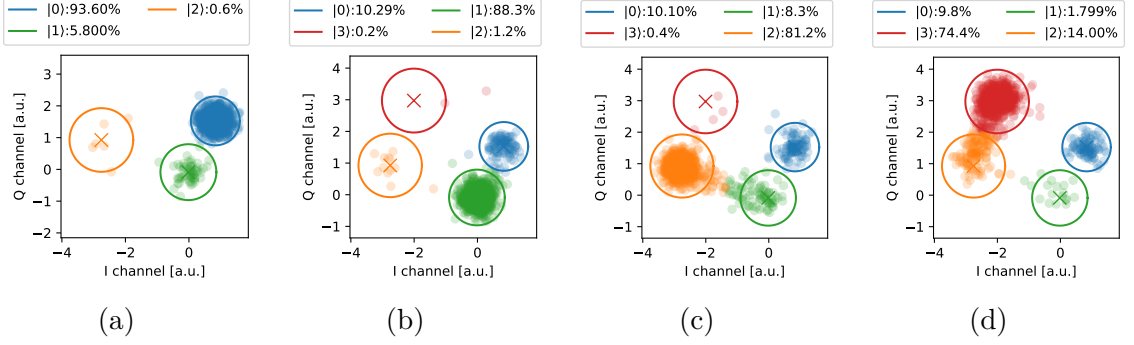 |0⟩:93.60% |2⟩:0.6%
|1⟩:5.800%
3
2
1
0
−1
−2
Q channel [a.u.]
−4 −2 0
I channel [a.u.]
(a)
|0⟩:10.29% |1⟩:88.3%
|3⟩:0.2% |2⟩:1.2%
4
3
2
1
0
−1
Q channel [a.u.]
−4 −2 0
I channel [a.u.]
(b)
|0⟩:10.10% |1⟩:8.3%
|3⟩:0.4% |2⟩:81.2%
4
3
2
1
0
−1
Q channel [a.u.]
−4 −2 0
I channel [a.u.]
(c)
|0⟩:9.8% |1⟩:1.799%
|3⟩:74.4% |2⟩:14.00%
4
3
2
1
0
−1
Q channel [a.u.]
−4 −2 0
I channel [a.u.]
(d)